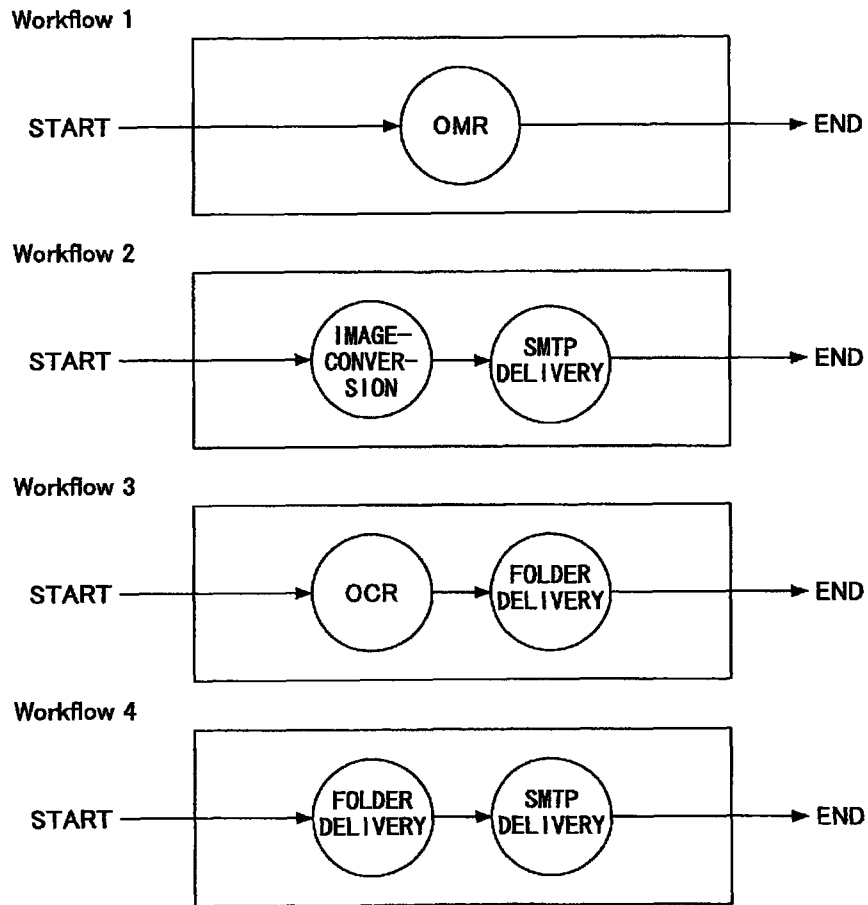 Workflow 1
START
OMR
END
Workflow 2
START
IMAGE-
CONVER-
SION
SMTP
DELIVERY
END
Workflow 3
START
OCR
FOLDER
DELIVERY
END
Workflow 4
START
FOLDER
DELIVERY
SMTP
DELIVERY
END